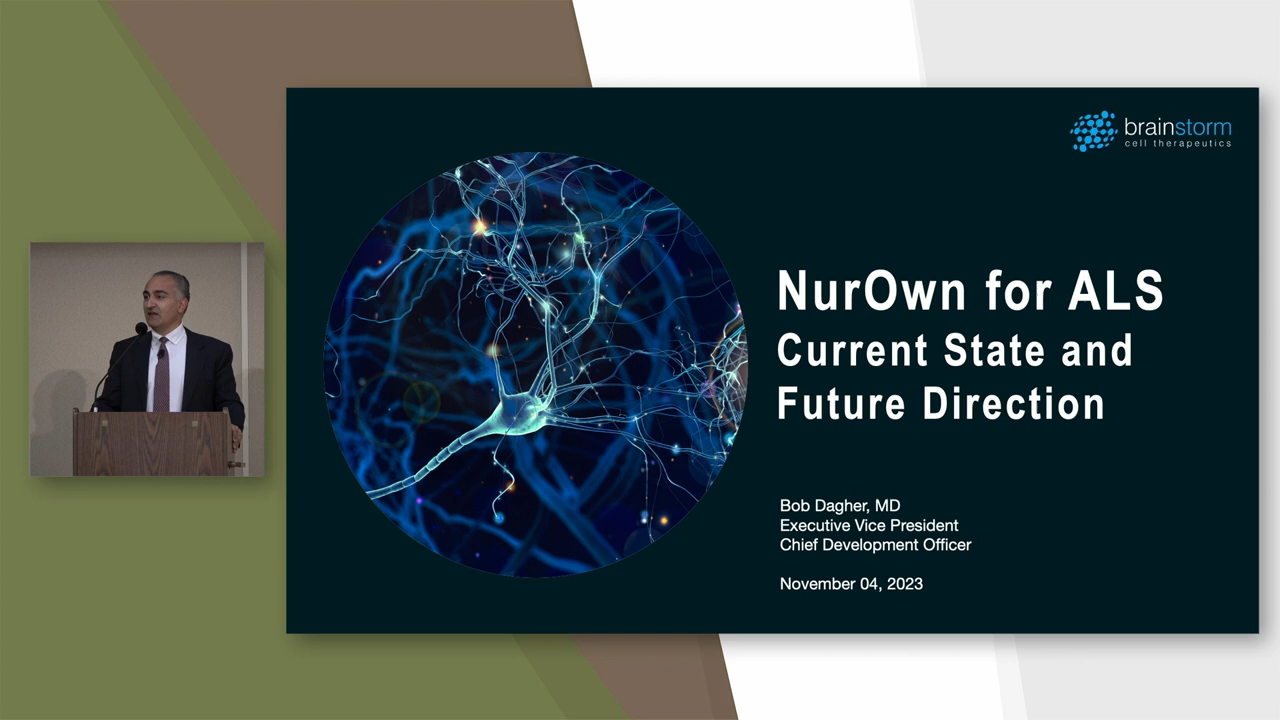 brainstorm
cell therapeutics
NurOwn for ALS
Current State and
Future Direction
Bob Dagher, MD
Executive Vice President
Chief Development Officer
November 04, 2023